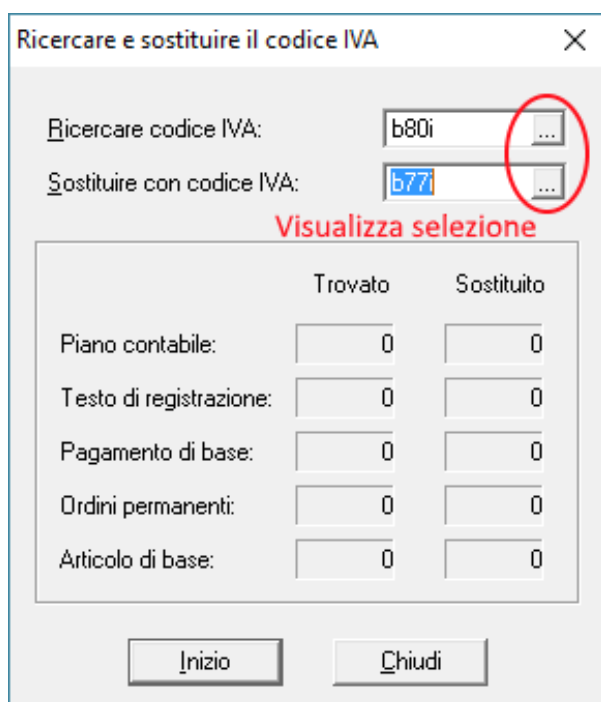 Ricercare e sostituire il codice IVA
Ricercare codice IVA: b80i ...
Sostituire con codice IVA: b77i ...
Visualizza selezione
Trovato Sostituito
Piano contabile: 0 0
Testo di registrazione: 0 0
Pagamento di base: 0 0
Ordini permanenti: 0 0
Articolo di base: 0 0
Inizio Chiudi